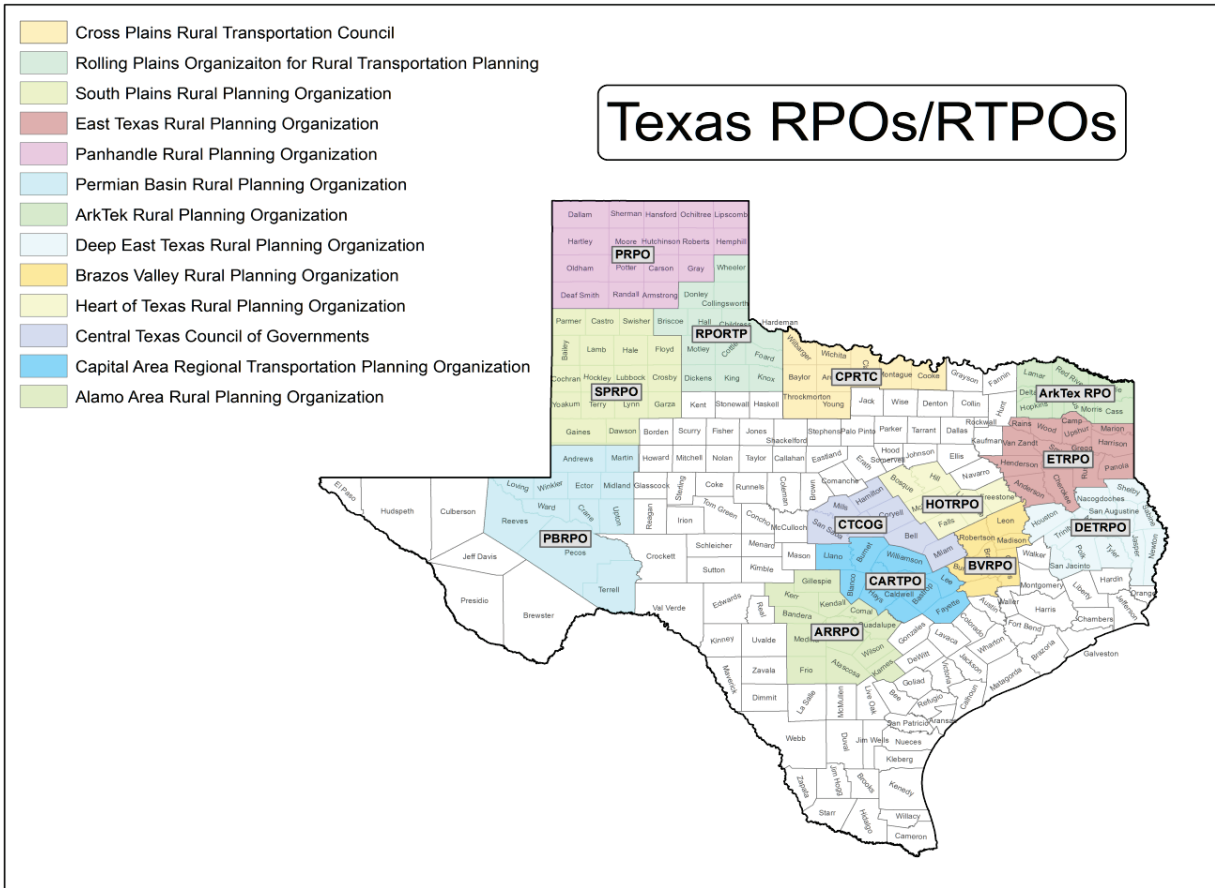 Cross Plains Rural Transportation Council
Rolling Plains Organizaiton for Rural Transportation Planning
South Plains Rural Planning Organization
East Texas Rural Planning Organization
Panhandle Rural Planning Organization
Permian Basin Rural Planning Organization
ArkTek Rural Planning Organization
Deep East Texas Rural Planning Organization
Brazos Valley Rural Planning Organization
Heart of Texas Rural Planning Organization
Central Texas Council of Governments
Capital Area Regional Transportation Planning Organization
Alamo Area Rural Planning Organization
Texas RPOs/RTPOs
Dallam Sherman Hansford Ochiltree Lipscomb
Hartley Moore Hutchinson Roberts Hemphill
PRPO
Oldham Potter Carson Gray Wheeler
Deaf Smith Randall Armstrong Donley
Collingsworth
Parmer Castro Swisher Briscoe Hall Childress Hardeman
RPORTP
Bailey Lamb Hale Floyd Motley Cottle Foard Wilbarger Wichita
Cochran Hockley Lubbock Crosby Dickens King Knox Baylor
CPRTC
Montague Cooke Grayson Fannin Lamar Red River
SPRPO
ArkTex RPO
Yoakum Terry Lynn Garza Kent Stonewall Haskell Throckmorton Young Jack Wise Denton Collin Hunt Hopkins Morris Cass
Gaines Dawson Borden Scurry Fisher Jones Shackelford Stephens Palo Pinto Parker Tarrant Dallas Rockwell Kaufman Rains Wood Camp Upshur Marion
Van Zandt Harrison
ETRPO
Andrews Martin Howard Mitchell Nolan Taylor Callahan Eastland Erath Hood Somerves Johnson Ellis Navarro Henderson Panola
Anderson Cherokee
El Paso Hudspeth Culberson Loving Winkler Ector Midland Glasscock Sterling Coke Runnels Coleman Brown Comanche Bosque Hill Freestone
Nacogdoches Shelby
San Augustine Sabine
HOTRPO
Reeves Ward Crane Upton Reagan Irion Tom Green Concho McCulloch Mills Hamilton Coryell Falls Leon Houston
DETRPO
CTCOG
San Saba Bell Robertson Madison Polk Tyler Jasper Newton
PBRPO
Jeff Davis Pecos Crockett Schleicher Menard Mason Llano Burnet Williamson Milam Walker San Jacinto
BVRPO
CARTPO
Presidio Brewster Terrell Sutton Kimble Gillespie Blanco Hays Caldwell Bastrop Lee Fayette Montgomery Liberty Hardin Orange
Val Verde Edwards Real Kerr Kendall Comal Guadalupe Austin Waller Harris Jefferson
Bandera Chambers
ARRPO
Kinney Uvalde Wilson Gonzales Lavaca Colorado Fort Bend Wharton Brazoria Galveston
Maverick Zavala Frio Atascosa Karnes DeWitt Jackson Matagorda
Dimmit La Salle McMullen Live Oak Bee Goliad Victoria Calhoun
Refugio Aransas
San Patricio
Webb Duval Jim Wells Nueces
Kleberg
Zapata Jim Hogg Brooks Kenedy
Starr Hidalgo Willacy
Cameron